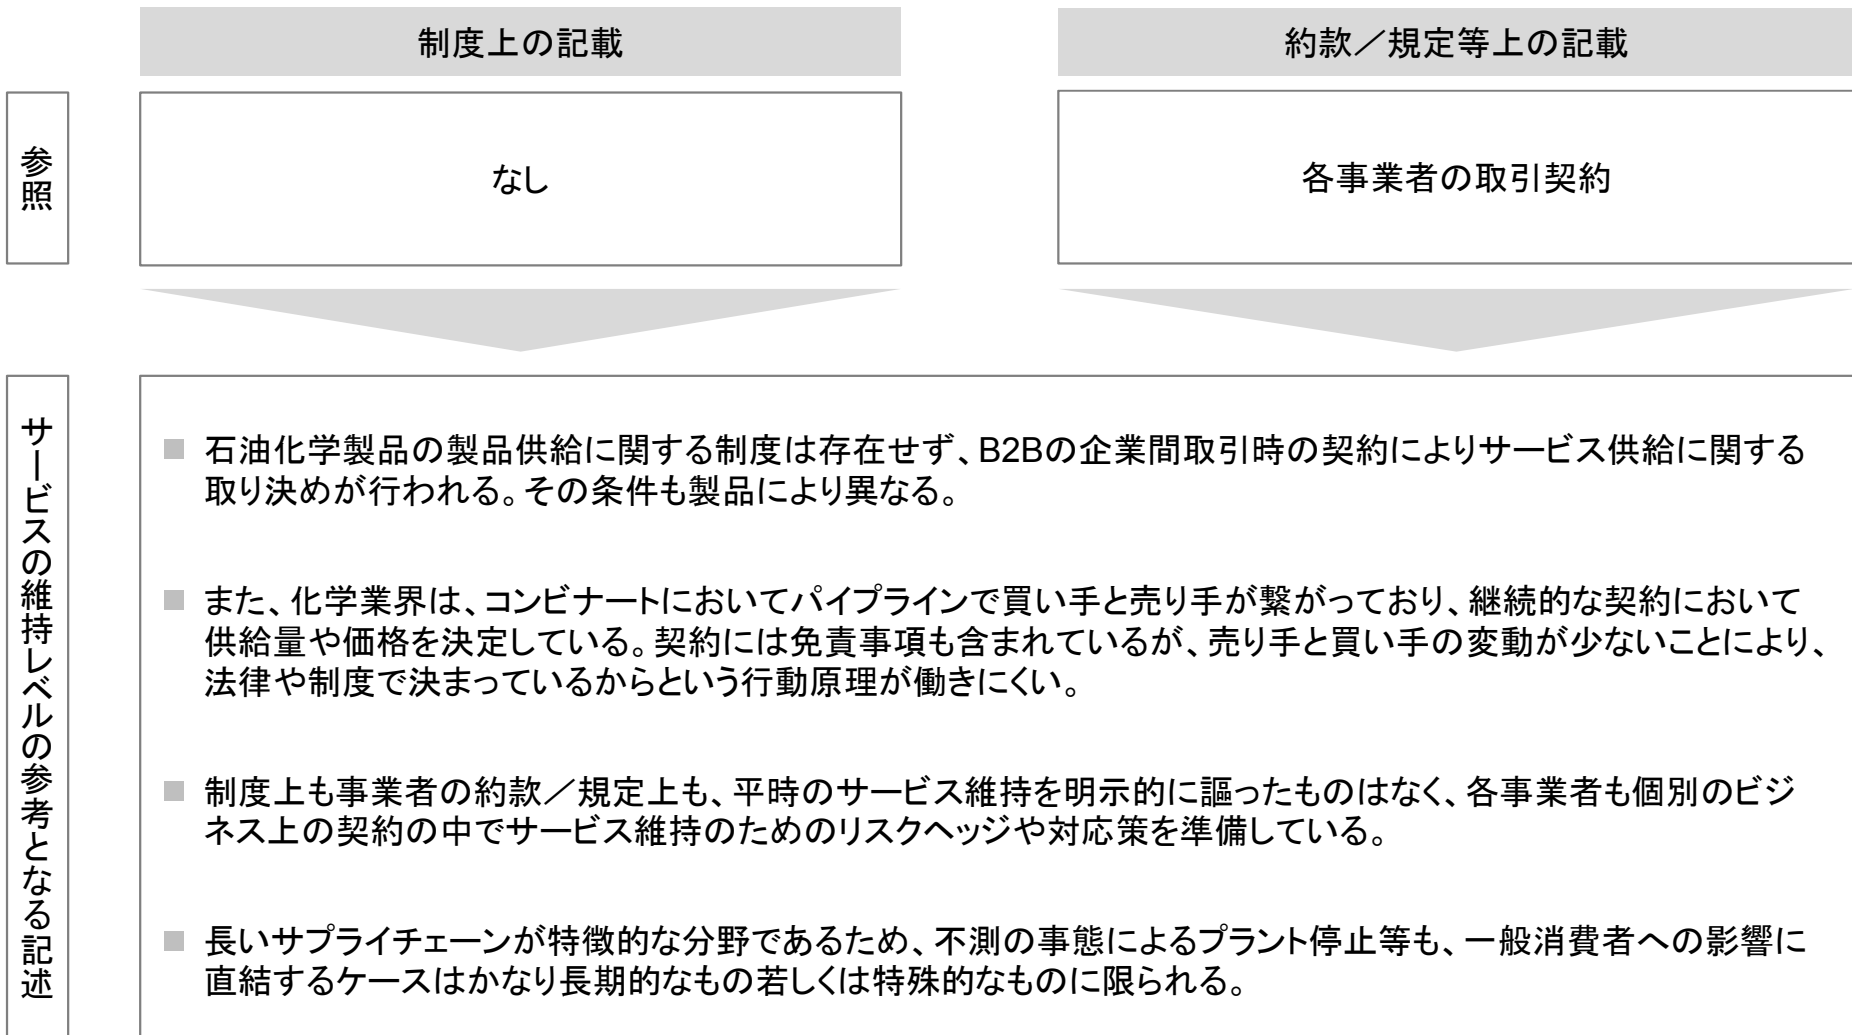 制度上の記載
約款／規定等上の記載
参照
なし
各事業者の取引契約
サービスの維持レベルの参考となる記述
■ 石油化学製品の製品供給に関する制度は存在せず、B2Bの企業間取引時の契約によりサービス供給に関する
取り決めが行われる。その条件も製品により異なる。
■ また、化学業界は、コンビナートにおいてパイプラインで買い手と売り手が繋がっており、継続的な契約において
供給量や価格を決定している。契約には免責事項も含まれているが、売り手と買い手の変動が少ないことにより、
法律や制度で決まっているからという行動原理が働きにくい。
■ 制度上も事業者の約款／規定上も、平時のサービス維持を明示的に謳ったものはなく、各事業者も個別のビジ
ネス上の契約の中でサービス維持のためのリスクヘッジや対応策を準備している。
■ 長いサプライチェーンが特徴的な分野であるため、不測の事態によるプラント停止等も、一般消費者への影響に
直結するケースはかなり長期的なもの若しくは特殊的なものに限られる。